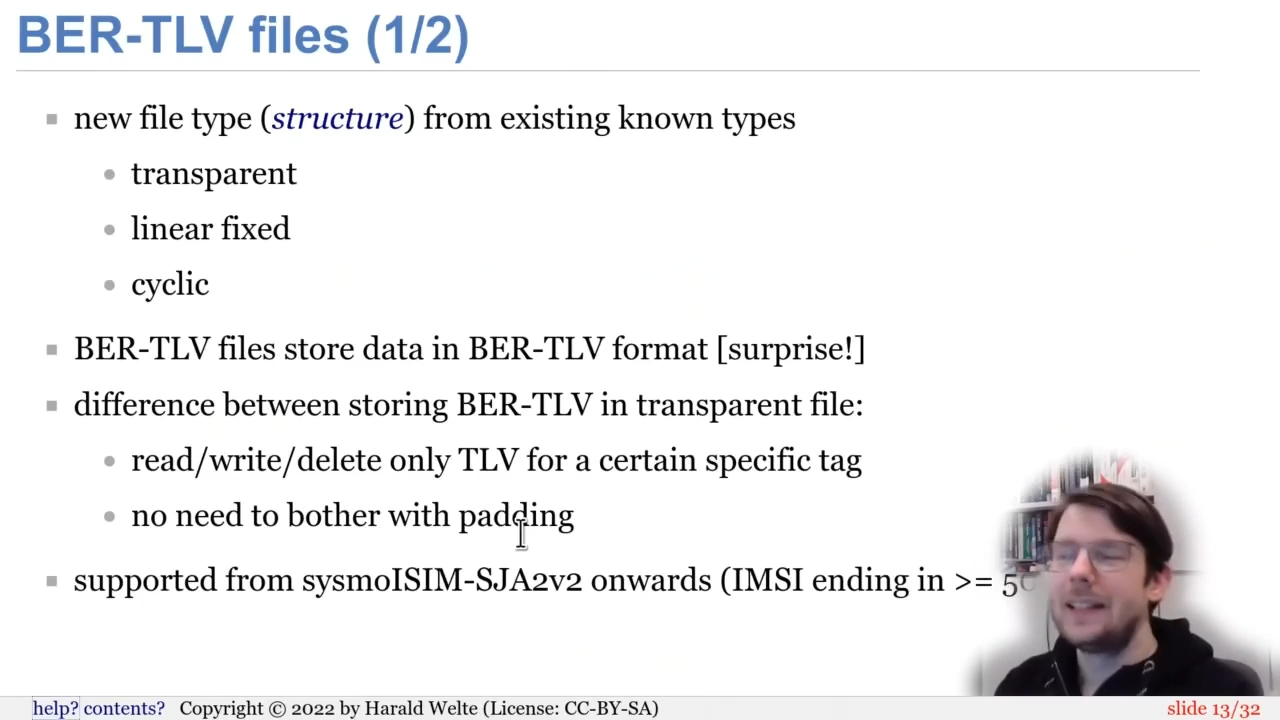 BER-TLV files (1/2)
new file type (structure) from existing known types
transparent
linear fixed
cyclic
BER-TLV files store data in BER-TLV format [surprise!]
difference between storing BER-TLV in transparent file:
read/write/delete only TLV for a certain specific tag
no need to bother with padding
supported from sysmoISIM-SJA2v2 onwards (IMSI ending in >=
help? contents? Copyright © 2022 by Harald Welte (License: CC-BY-SA) slide 13/32